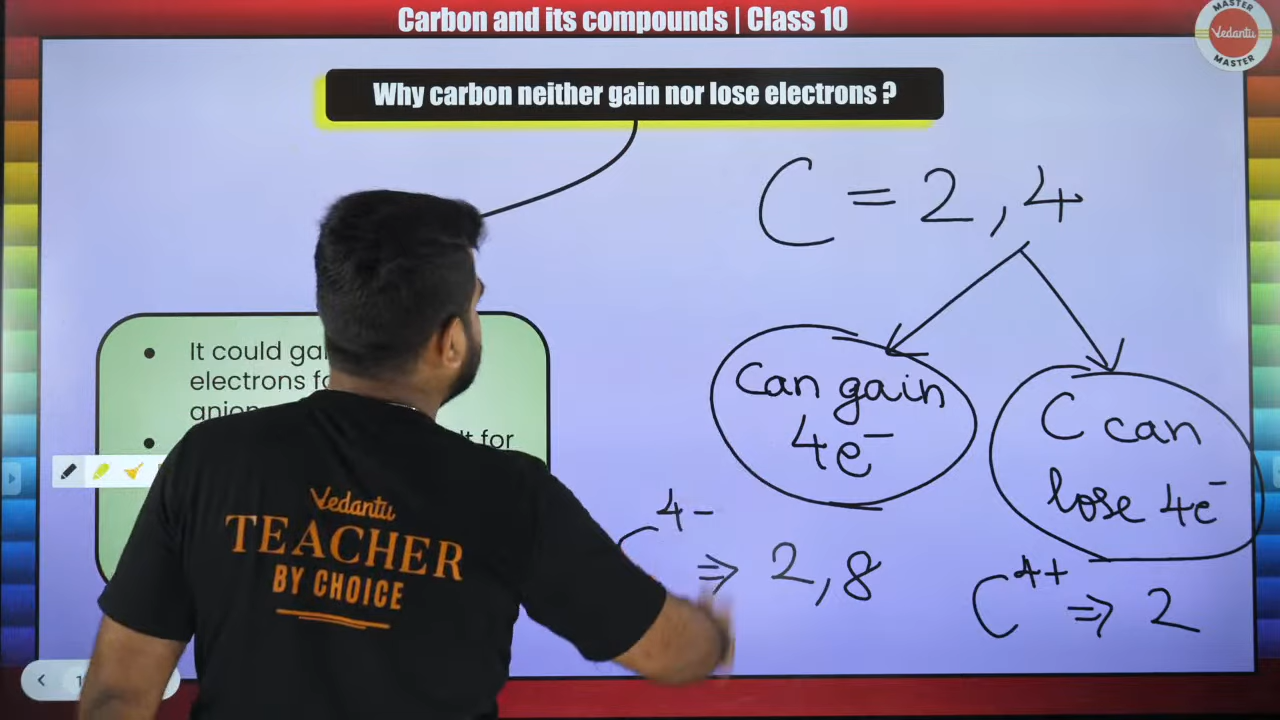 Carbon and its compounds | Class 10
MASTER
Vedantu
MASTER
Why carbon neither gain nor lose electrons ?
C = 2,4
It could
electrons
for
Can gain
4e⁻
C can
lose 4e⁻
4-
⇒ 2,8
C⁴⁺ ⇒ 2
Vedantu
TEACHER
BY CHOICE